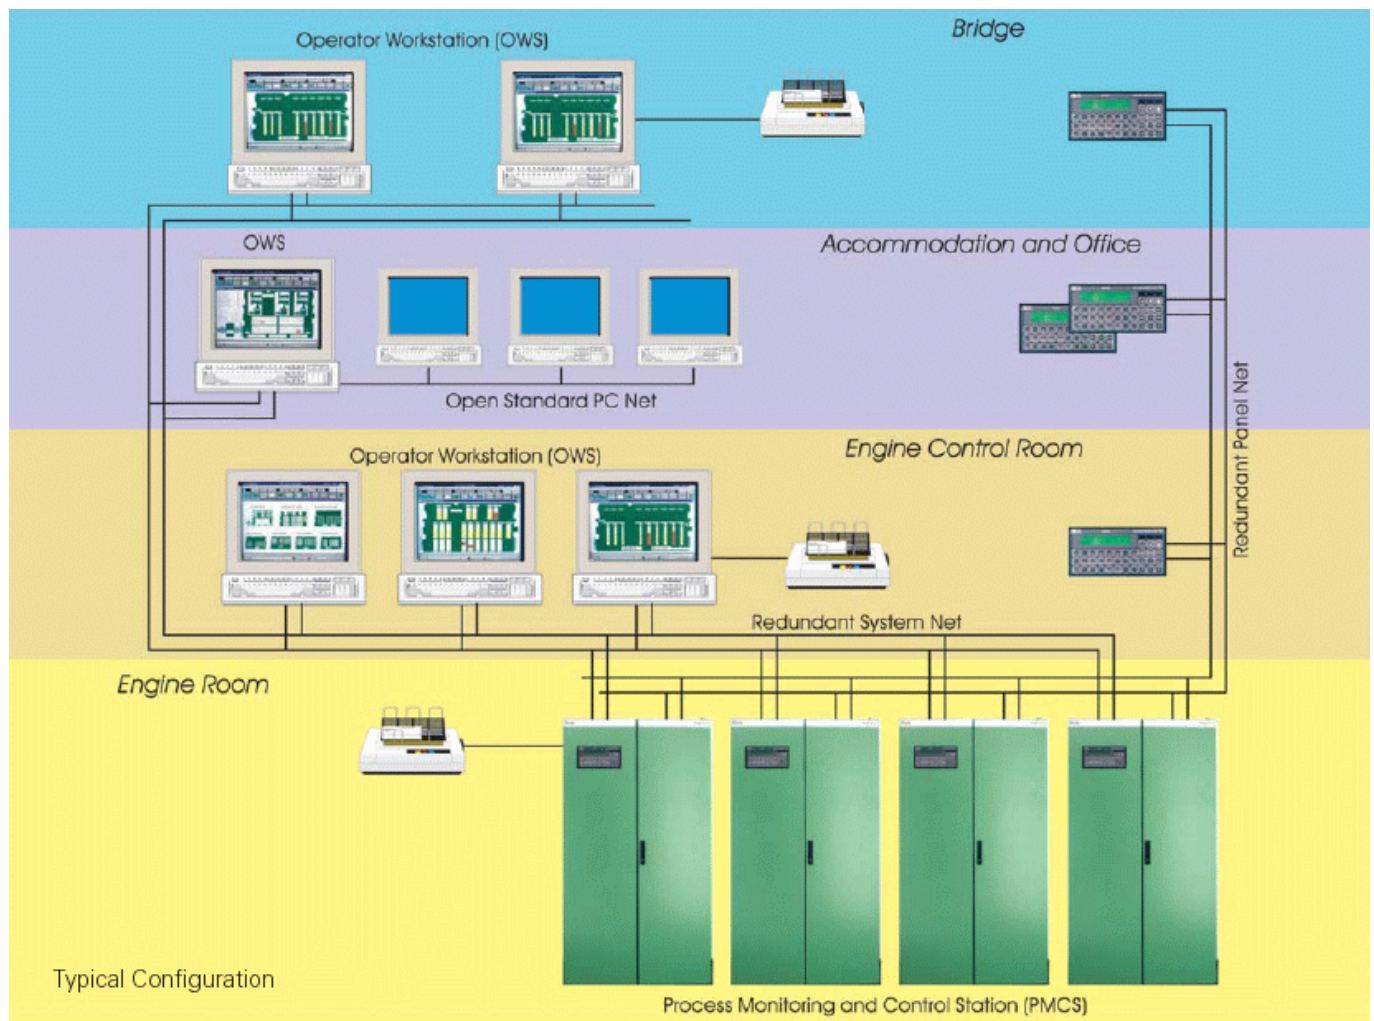 Bridge
Operator Workstation (OWS)
OWS
Accommodation and Office
Open Standard PC Net
Redundant Panel Net
Engine Control Room
Operator Workstation (OWS)
Redundant System Net
Engine Room
Typical Configuration
Process Monitoring and Control Station (PMCS)